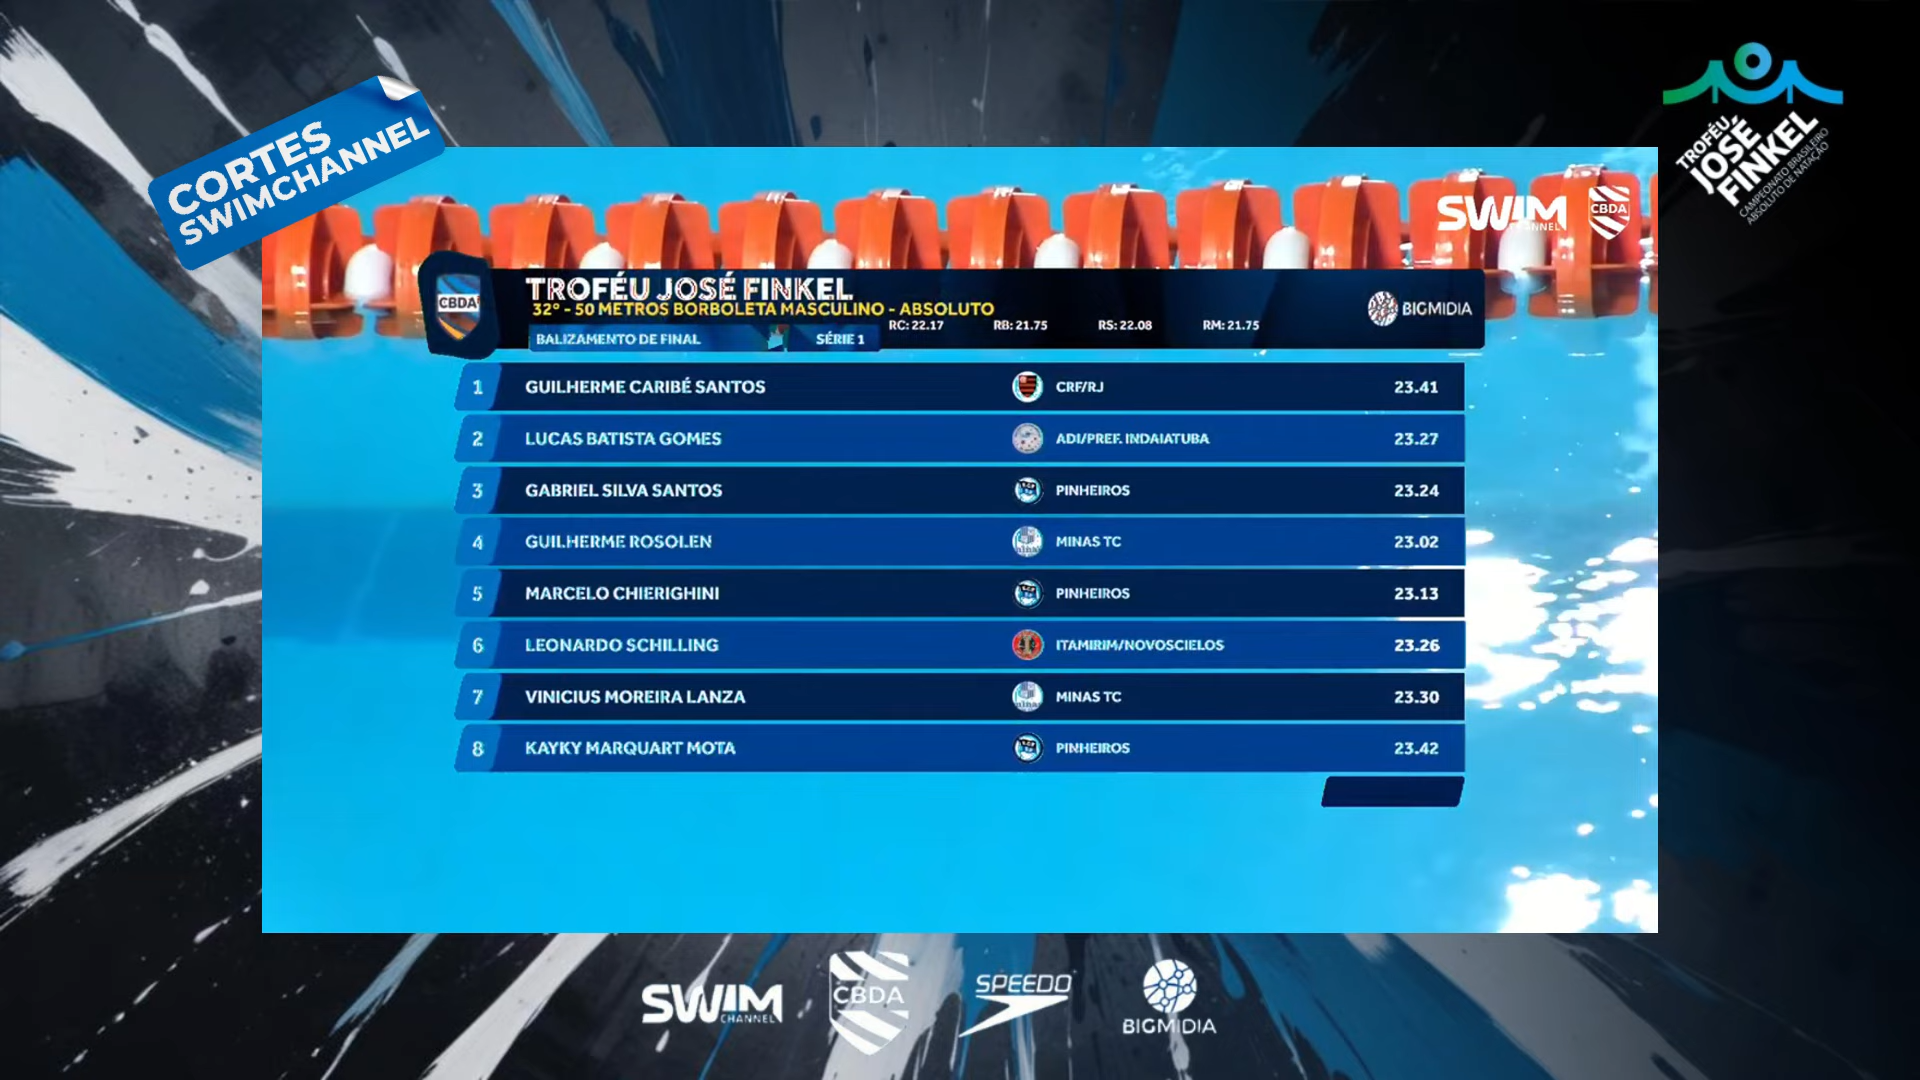 CORTES
SWIMCHANNEL
TROFÉU
JOSÉ
FINKEL
CAMPEONATO BRASILEIRO
ABSOLUTO DE NATAÇÃO
SWIM
CHANNEL
CBDA
CBDA
TROFÉU JOSÉ FINKEL
32º - 50 METROS BORBOLETA MASCULINO - ABSOLUTO
RC: 22.17 RB: 21.75 RS: 22.08 RM: 21.75
BALIZAMENTO DE FINAL SÉRIE 1
BIGMIDIA
1 GUILHERME CARIBÉ SANTOS CRF/RJ 23.41
2 LUCAS BATISTA GOMES ADI/PREF. INDAIATUBA 23.27
3 GABRIEL SILVA SANTOS PINHEIROS 23.24
4 GUILHERME ROSOLEN MINAS TC 23.02
5 MARCELO CHIERIGHINI PINHEIROS 23.13
6 LEONARDO SCHILLING ITAMIRIM/NOVOSCIELOS 23.26
7 VINICIUS MOREIRA LANZA MINAS TC 23.30
8 KAYKY MARQUART MOTA PINHEIROS 23.42
SWIM
CHANNEL
CBDA
SPEEDO
BIGMIDIA